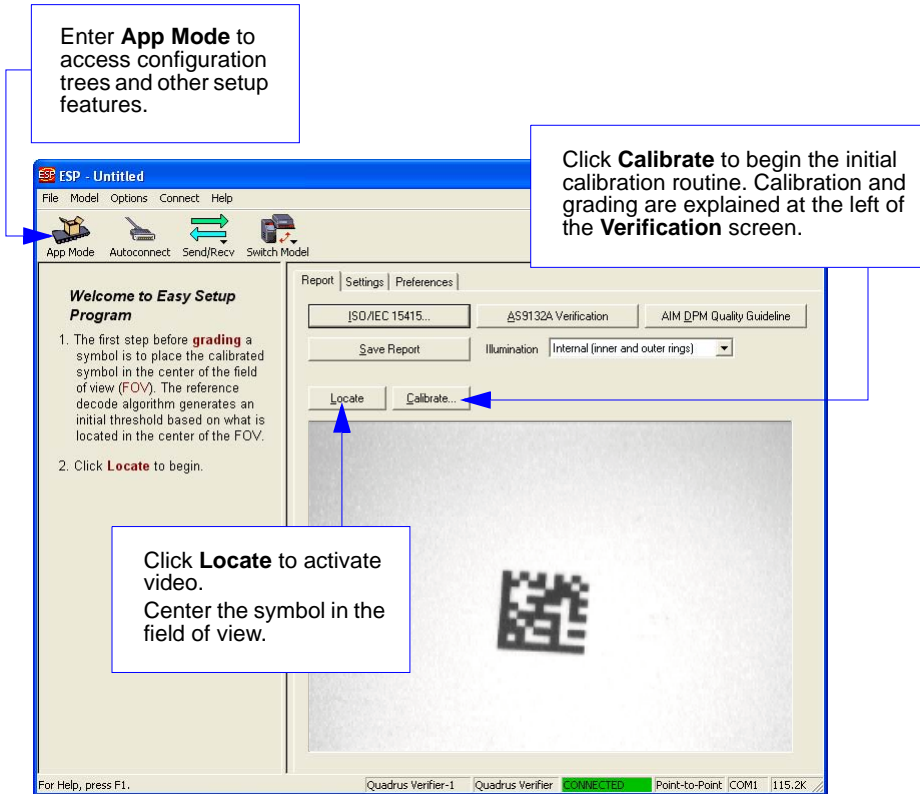 Enter App Mode to
access configuration
trees and other setup
features.
Click Calibrate to begin the initial
calibration routine. Calibration and
grading are explained at the left of
the Verification screen.
ESP - Untitled
File Model Options Connect Help
App Mode Autoconnect Send/Recv Switch Model
Welcome to Easy Setup
Program
1. The first step before grading a
symbol is to place the calibrated
symbol in the center of the field
of view (FOV). The reference
decode algorithm generates an
initial threshold based on what is
located in the center of the FOV.
2. Click Locate to begin.
Report Settings Preferences
ISO/IEC 15415... AS9132A Verification AIM DPM Quality Guideline
Save Report Illumination Internal (inner and outer rings)
Locate Calibrate...
Click Locate to activate
video.
Center the symbol in the
field of view.
For Help, press F1. Quadrus Verifier-1 Quadrus Verifier CONNECTED Point-to-Point COM1 115.2K